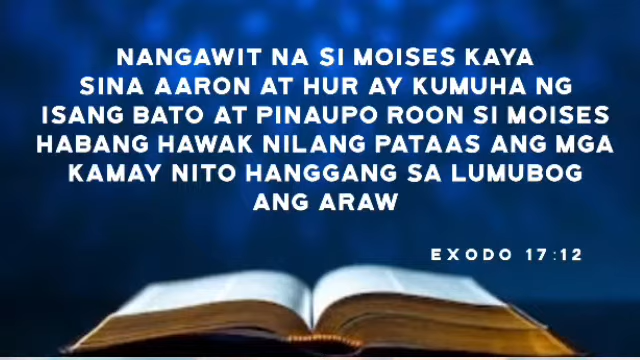 NANGAWIT NA SI MOISES KAYA
SINA AARON AT HUR AY KUMUHA NG
ISANG BATO AT PINAUPO ROON SI MOISES
HABANG HAWAK NILANG PATAAS ANG MGA
KAMAY NITO HANGGANG SA LUMUBOG
ANG ARAW
EXODO 17:12